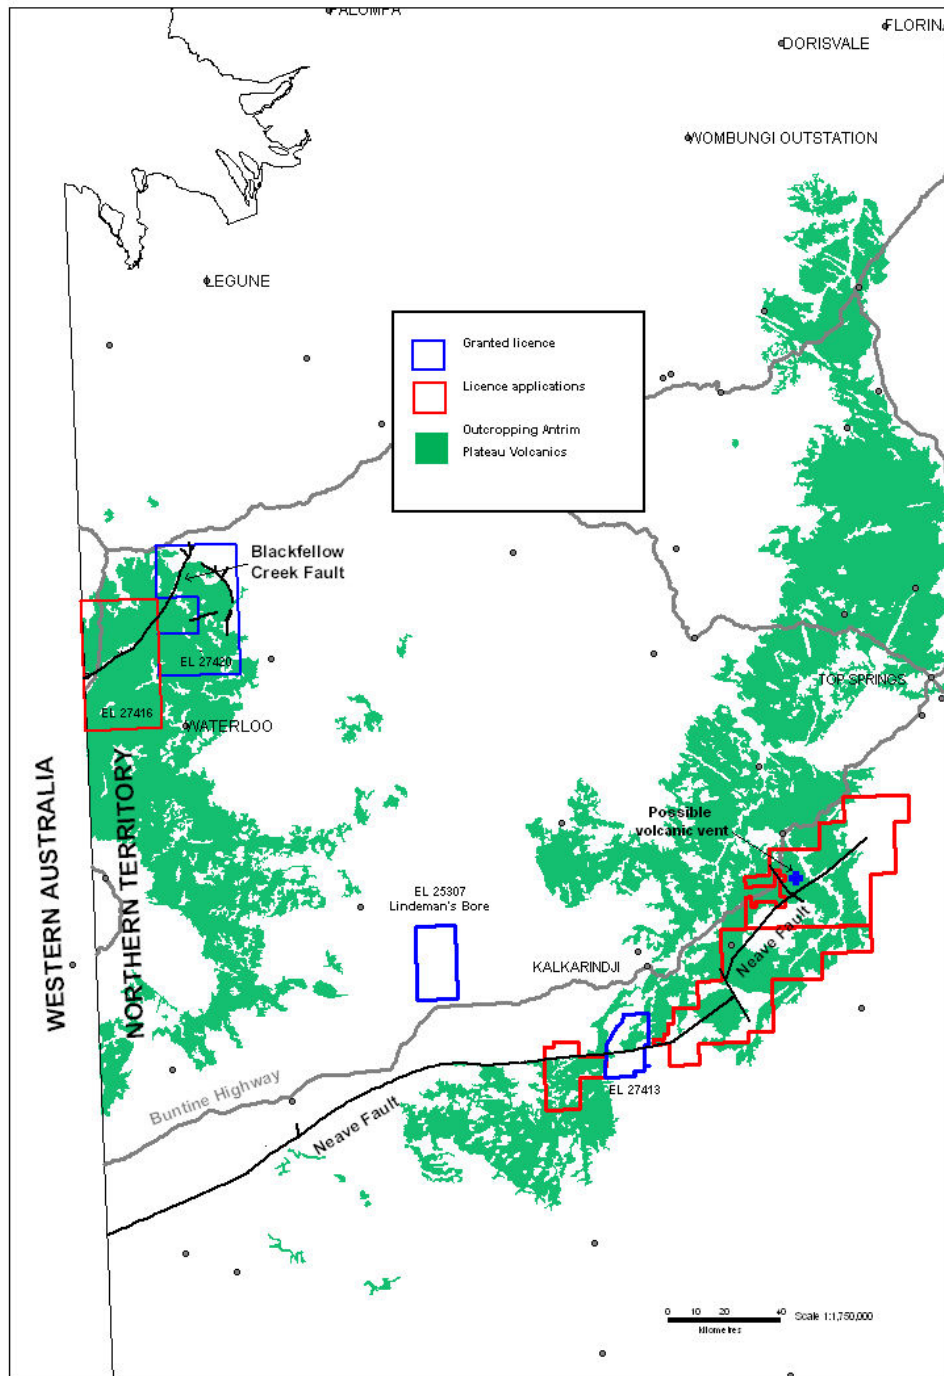 PALUMPA
FLORINA
DORISVALE
WOMBUNGI OUTSTATION
LEGUNE
Granted licence
Licence applications
Outcropping Antrim
Plateau Volcanics
Blackfellow
Creek Fault
EL 27420
EL 27416
WATERLOO
TOP SPRINGS
WESTERN AUSTRALIA
NORTHERN TERRITORY
Possible
volcanic vent
EL 25307
Lindeman's Bore
Neave Fault
KALKARINDJI
EL 27413
Buntine Highway
Neave Fault
0 10 20 40
kilometres
Scale 1:1,750,000